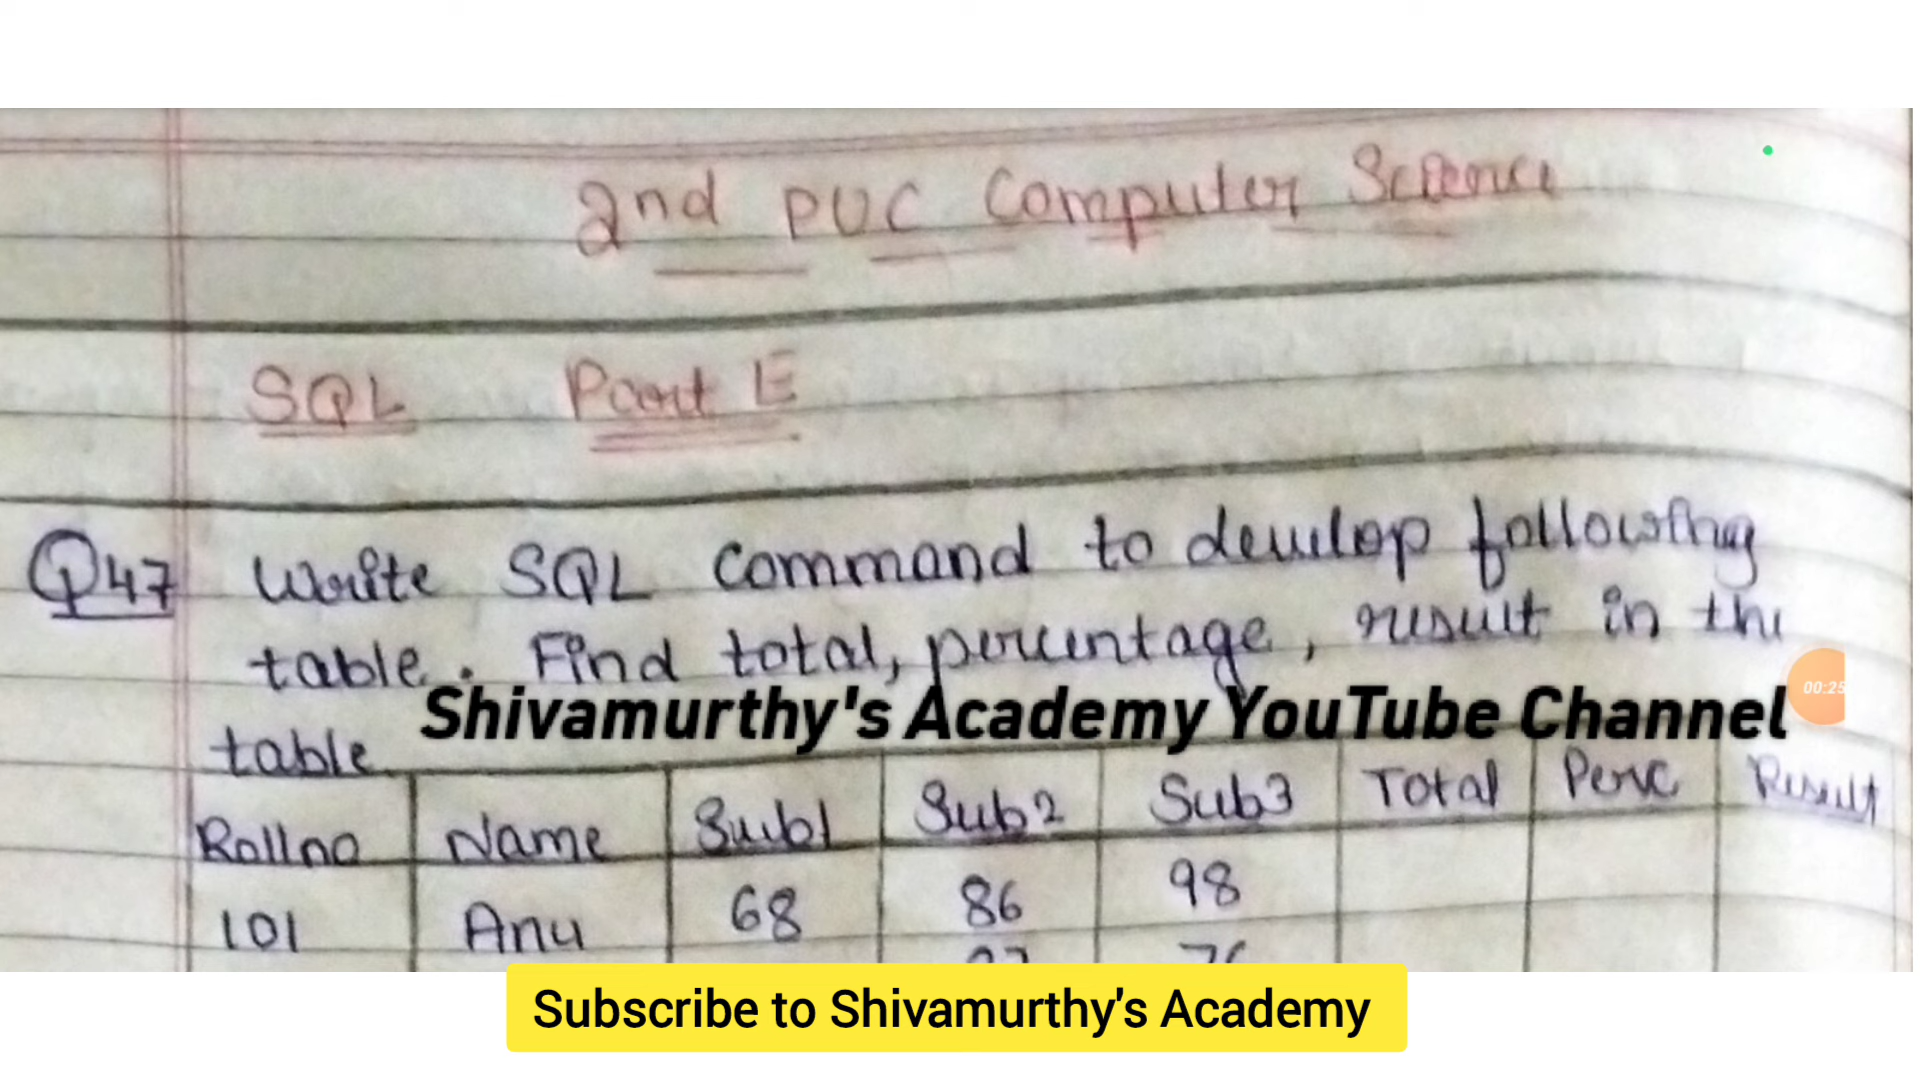 2nd PUC Computer Science
SQL Part E
Q47 Write SQL Command to develop following
table. Find total, percentage, result in the
Shivamurthy's Academy YouTube Channel
00:25
table
Rollno Name Sub1 Sub2 Sub3 Total Perc Result
101 Anu 68 86 98
Subscribe to Shivamurthy's Academy